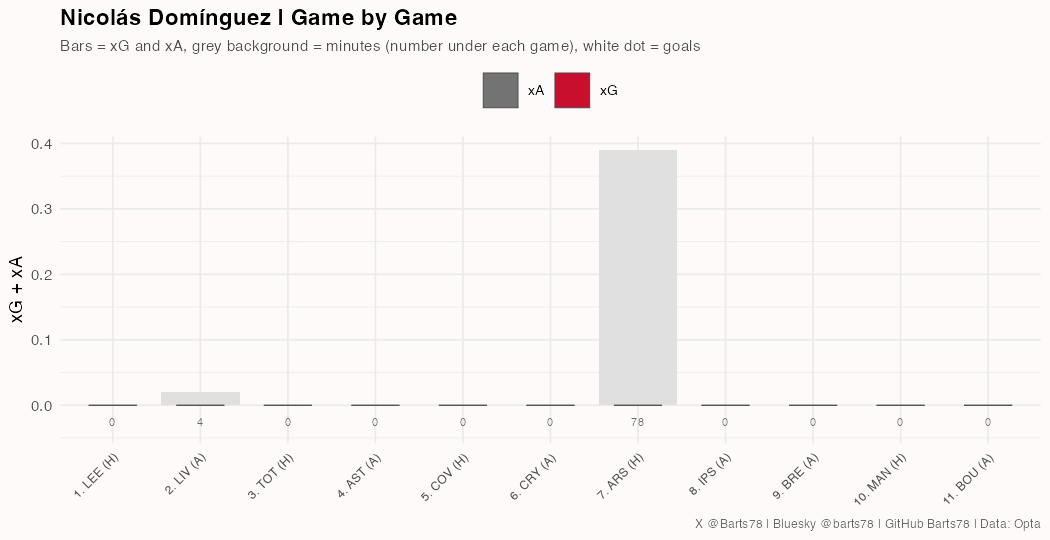 Nicolás Domínguez | Game by Game
Bars = xG and xA, grey background = minutes (number under each game), white dot = goals
xA xG
xG + xA
0.4
0.3
0.2
0.1
0.0
0 4 0 0 0 0 78 0 0 0 0
1. LEE (H) 2. LIV (A) 3. TOT (H) 4. AST (A) 5. COV (H) 6. CRY (A) 7. ARS (H) 8. IPS (A) 9. BRE (A) 10. MAN (H) 11. BOU (A)
X @Barts78 | Bluesky @barts78 | GitHub Barts78 | Data: Opta